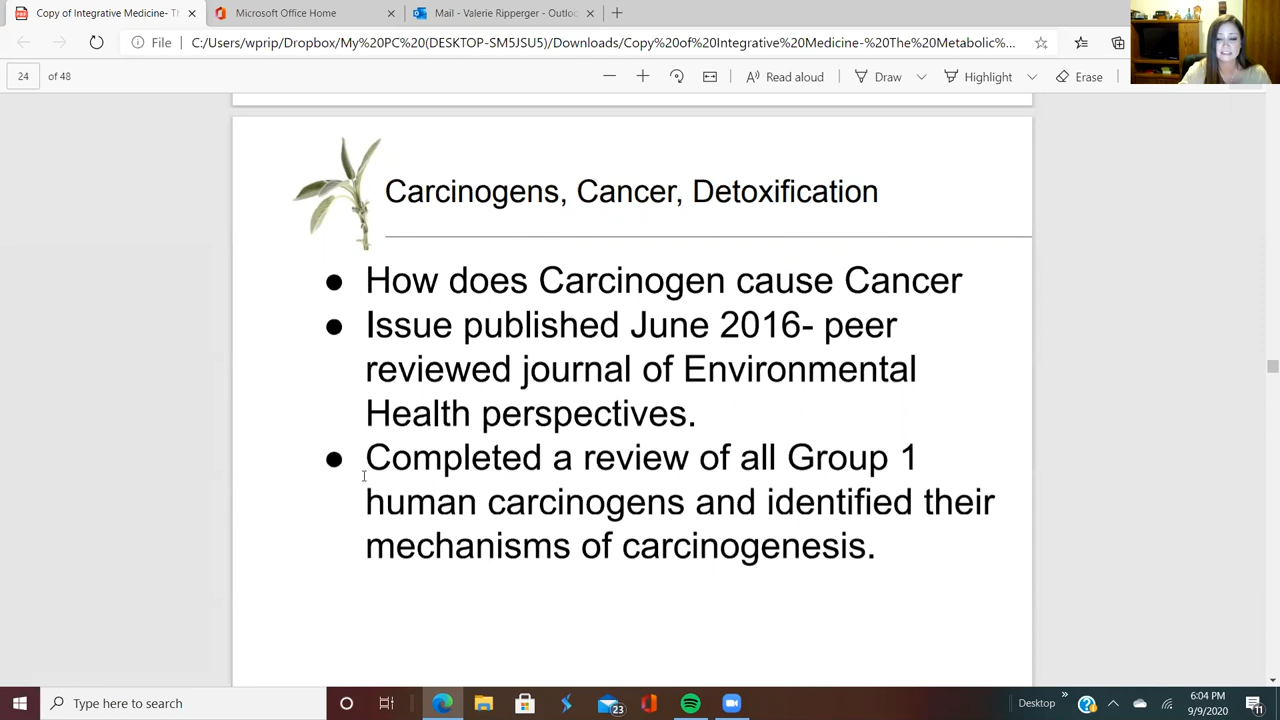 Copy of Integrative Medicine- Th
Microsoft Office Home
Mail - Valerie Ripperger - Outloo
File
C:/Users/wprip/Dropbox/My%20PC%20(DESKTOP-SM5JSU5)/Downloads/Copy%20of%20Integrative%20Medicine-%20The%20Metabolic%...
24 of 48
Read aloud
Draw
Highlight
Erase
Carcinogens, Cancer, Detoxification
● How does Carcinogen cause Cancer
● Issue published June 2016- peer
reviewed journal of Environmental
Health perspectives.
● Completed a review of all Group 1
human carcinogens and identified their
mechanisms of carcinogenesis.
Type here to search
23
Desktop
6:04 PM
9/9/2020
11